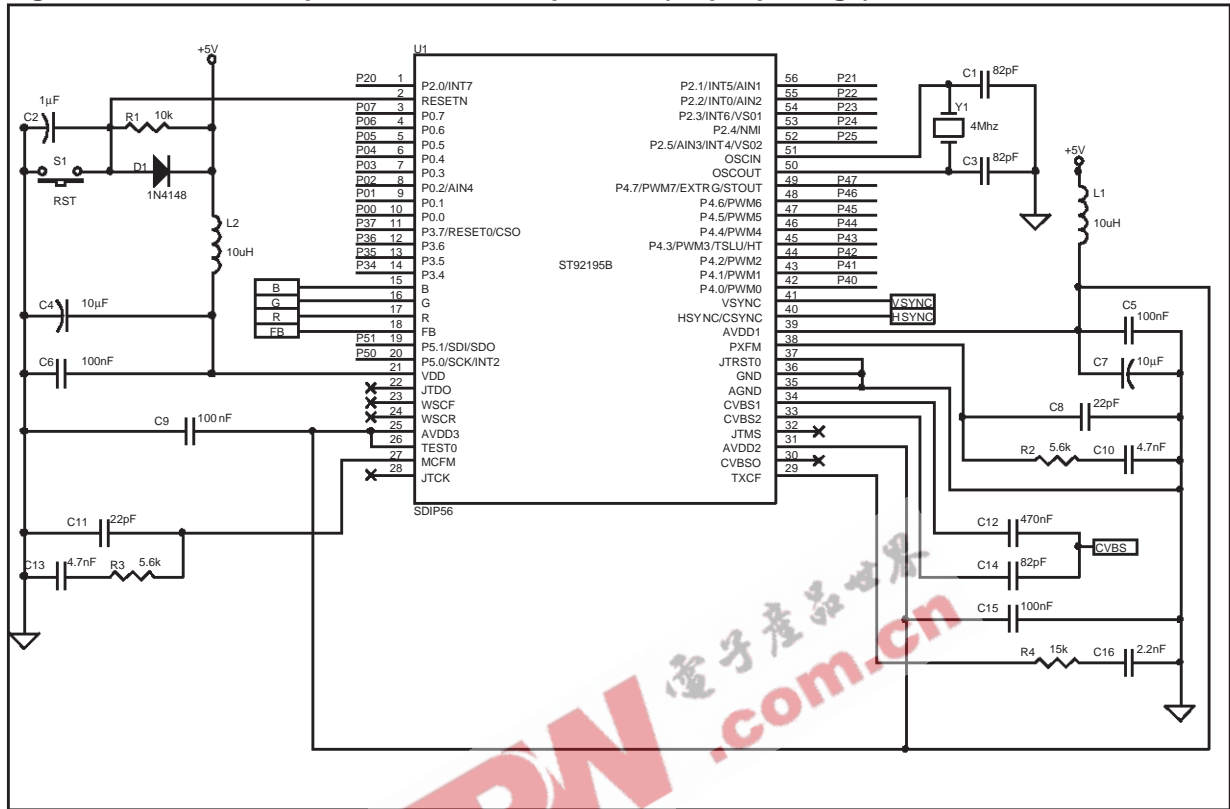 +5V
U1
P20 1 P2.0/INT7
2 RESETN
P07 3 P0.7
P06 4 P0.6
P05 5 P0.5
P04 6 P0.4
P03 7 P0.3
P02 8 P0.2/AIN4
P01 9 P0.1
P00 10 P0.0
P37 11 P3.7/RESET0/CSO
P36 12 P3.6
P35 13 P3.5
P34 14 P3.4
B 15 B
G 16 G
R 17 R
FB 18 FB
P51 19 P5.1/SDI/SDO
P50 20 P5.0/SCK/INT2
21 VDD
22 JTDO
23 WSCF
24 WSCR
25 AVDD3
26 TEST0
27 MCFM
28 JTCK
ST92195B
SDIP56
P2.1/INT5/AIN1 56 P21
P2.2/INT0/AIN2 55 P22
P2.3/INT6/VS01 54 P23
P2.4/NMI 53 P24
P2.5/AIN3/INT4/VS02 52 P25
OSCIN 51
OSCOUT 50
P4.7/PWM7/EXTRG/STOUT 49 P47
P4.6/PWM6 48 P46
P4.5/PWM5 47 P45
P4.4/PWM4 46 P44
P4.3/PWM3/TSLU/HT 45 P43
P4.2/PWM2 44 P42
P4.1/PWM1 43 P41
P4.0/PWM0 42 P40
VSYNC 41 VSYNC
HSYNC/CSYNC 40 HSYNC
AVDD1 39
PXFM 38
JTRST0 37
GND 36
AGND 35
CVBS1 34
CVBS2 33
JTMS 32
AVDD2 31
CVBSO 30
TXCF 29
C2 1µF
R1 10k
S1
RST
D1
1N4148
L2
10uH
C4 10µF
C6 100nF
C9 100nF
C11 22pF
C13 4.7nF R3 5.6k
C1 82pF
Y1
4Mhz
C3 82pF
+5V
L1
10uH
C5
100nF
C7 10µF
C8 22pF
R2 5.6k C10 4.7nF
C12 470nF
CVBS
C14 82pF
C15 100nF
R4 15k C16 2.2nF
電子產品世界
.com.cn